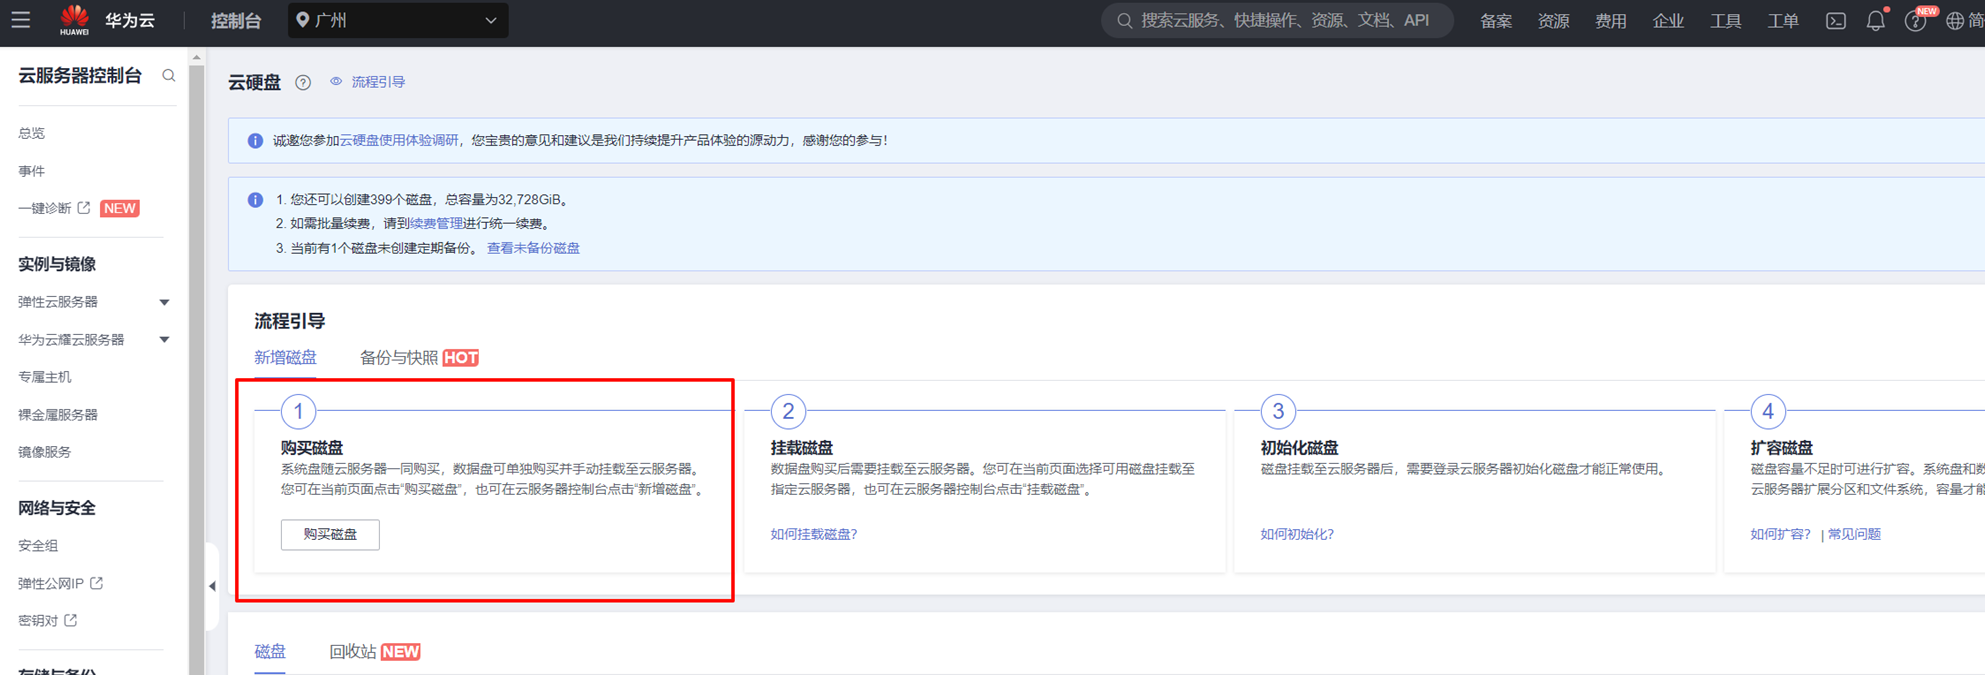 HUAWEI
华为云
控制台
广州
搜索云服务、快捷操作、资源、文档、API
备案
资源
费用
企业
工具
工单
NEW
简
云服务器控制台
总览
事件
一键诊断 NEW
实例与镜像
弹性云服务器
华为云耀云服务器
专属主机
裸金属服务器
镜像服务
网络与安全
安全组
弹性公网IP
密钥对
存储与备份
云硬盘 ? 流程引导
诚邀您参加云硬盘使用体验调研，您宝贵的意见和建议是我们持续提升产品体验的源动力，感谢您的参与！
1. 您还可以创建399个磁盘，总容量为32,728GiB。
2. 如需批量续费，请到续费管理进行统一续费。
3. 当前有1个磁盘未创建定期备份。 查看未备份磁盘
流程引导
新增磁盘 备份与快照 HOT
1
购买磁盘
系统盘随云服务器一同购买，数据盘可单独购买并手动挂载至云服务器。
您可在当前页面点击“购买磁盘”，也可在云服务器控制台点击“新增磁盘”。
购买磁盘
2
挂载磁盘
数据盘购买后需要挂载至云服务器。您可在当前页面选择可用磁盘挂载至
指定云服务器，也可在云服务器控制台点击“挂载磁盘”。
如何挂载磁盘？
3
初始化磁盘
磁盘挂载至云服务器后，需要登录云服务器初始化磁盘才能正常使用。
如何初始化？
4
扩容磁盘
磁盘容量不足时可进行扩容。系统盘和数
云服务器扩展分区和文件系统，容量才能
如何扩容？ | 常见问题
磁盘 回收站 NEW